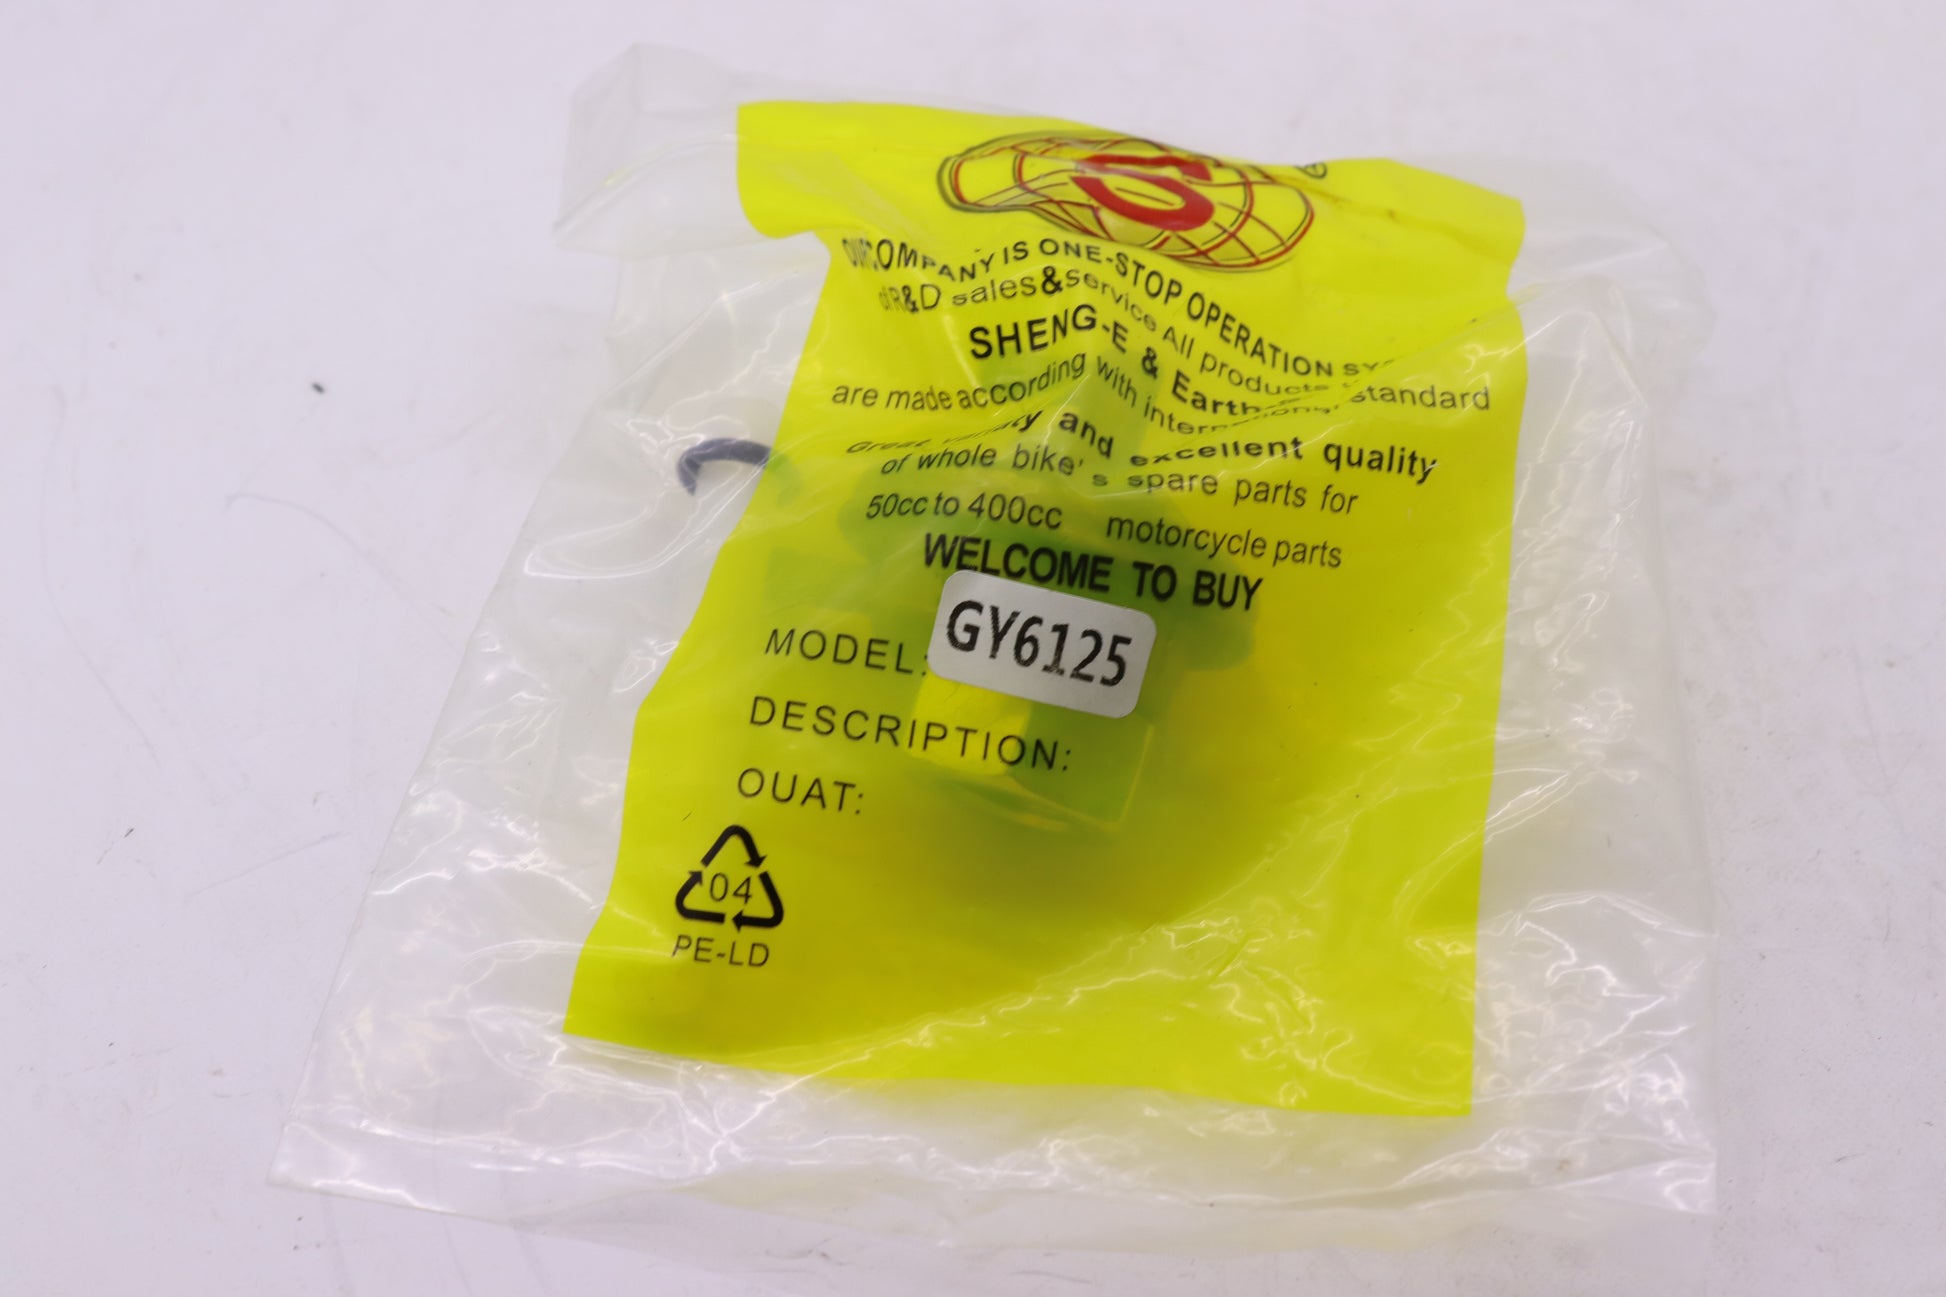 S
COMPANY IS ONE-STOP OPERATION
R&D sales&service All products
SHENG-E & Earth
are made according with standard
and excellent quality
of whole bike's spare parts for
50cc to 400cc motorcycle parts
WELCOME TO BUY
MODEL: GY6125
DESCRIPTION:
OUAT:
04
PE-LD